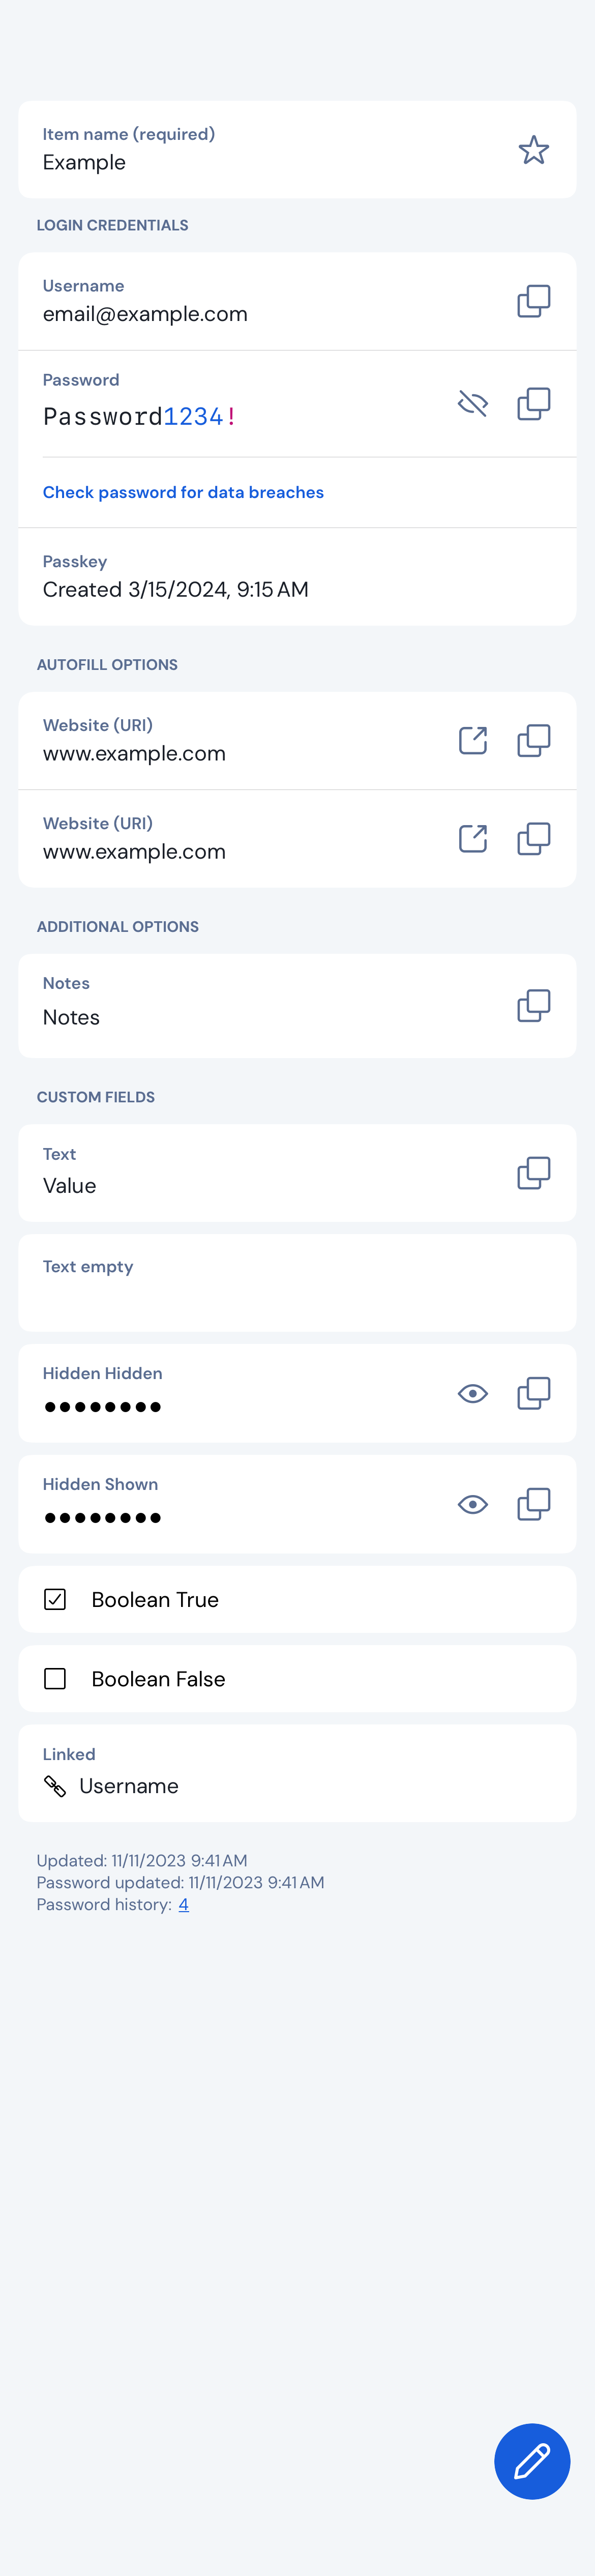 Item name (required)
Example
LOGIN CREDENTIALS
Username
email@example.com
Password
Password1234!
Check password for data breaches
Passkey
Created 3/15/2024, 9:15 AM
AUTOFILL OPTIONS
Website (URI)
www.example.com
Website (URI)
www.example.com
ADDITIONAL OPTIONS
Notes
Notes
CUSTOM FIELDS
Text
Value
Text empty
Hidden Hidden
••••••••
Hidden Shown
••••••••
Boolean True
Boolean False
Linked
Username
Updated: 11/11/2023 9:41 AM
Password updated: 11/11/2023 9:41 AM
Password history: 4